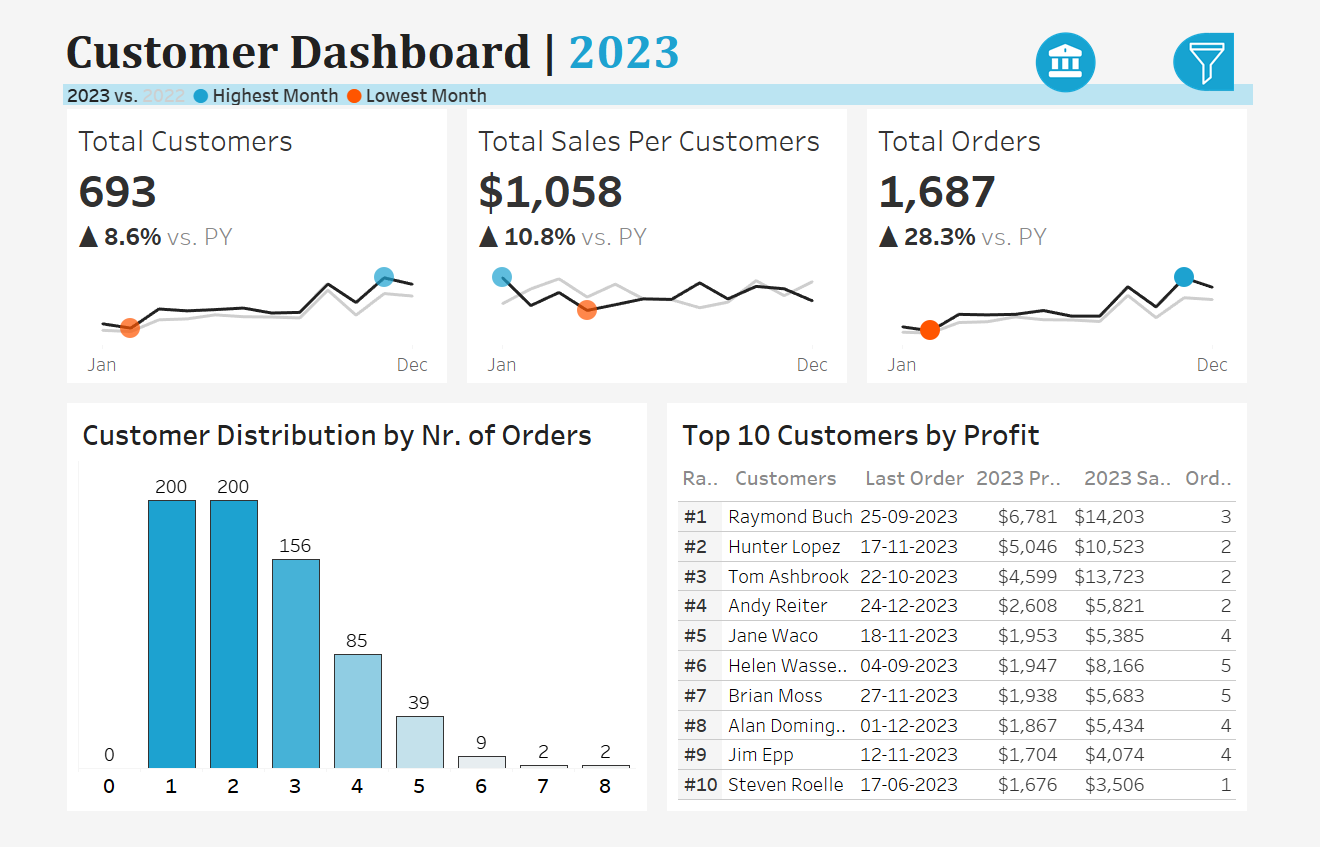 Customer Dashboard | 2023
2023 vs. 2022 Highest Month Lowest Month
Total Customers
693
▲ 8.6% vs. PY
Jan Dec
Total Sales Per Customers
$1,058
▲ 10.8% vs. PY
Jan Dec
Total Orders
1,687
▲ 28.3% vs. PY
Jan Dec
Customer Distribution by Nr. of Orders
0 200 200 156 85 39 9 2 2
0 1 2 3 4 5 6 7 8
Top 10 Customers by Profit
Ra.. Customers Last Order 2023 Pr.. 2023 Sa.. Ord..
#1 Raymond Buch 25-09-2023 $6,781 $14,203 3
#2 Hunter Lopez 17-11-2023 $5,046 $10,523 2
#3 Tom Ashbrook 22-10-2023 $4,599 $13,723 2
#4 Andy Reiter 24-12-2023 $2,608 $5,821 2
#5 Jane Waco 18-11-2023 $1,953 $5,385 4
#6 Helen Wasse.. 04-09-2023 $1,947 $8,166 5
#7 Brian Moss 27-11-2023 $1,938 $5,683 5
#8 Alan Doming.. 01-12-2023 $1,867 $5,434 4
#9 Jim Epp 12-11-2023 $1,704 $4,074 4
#10 Steven Roelle 17-06-2023 $1,676 $3,506 1